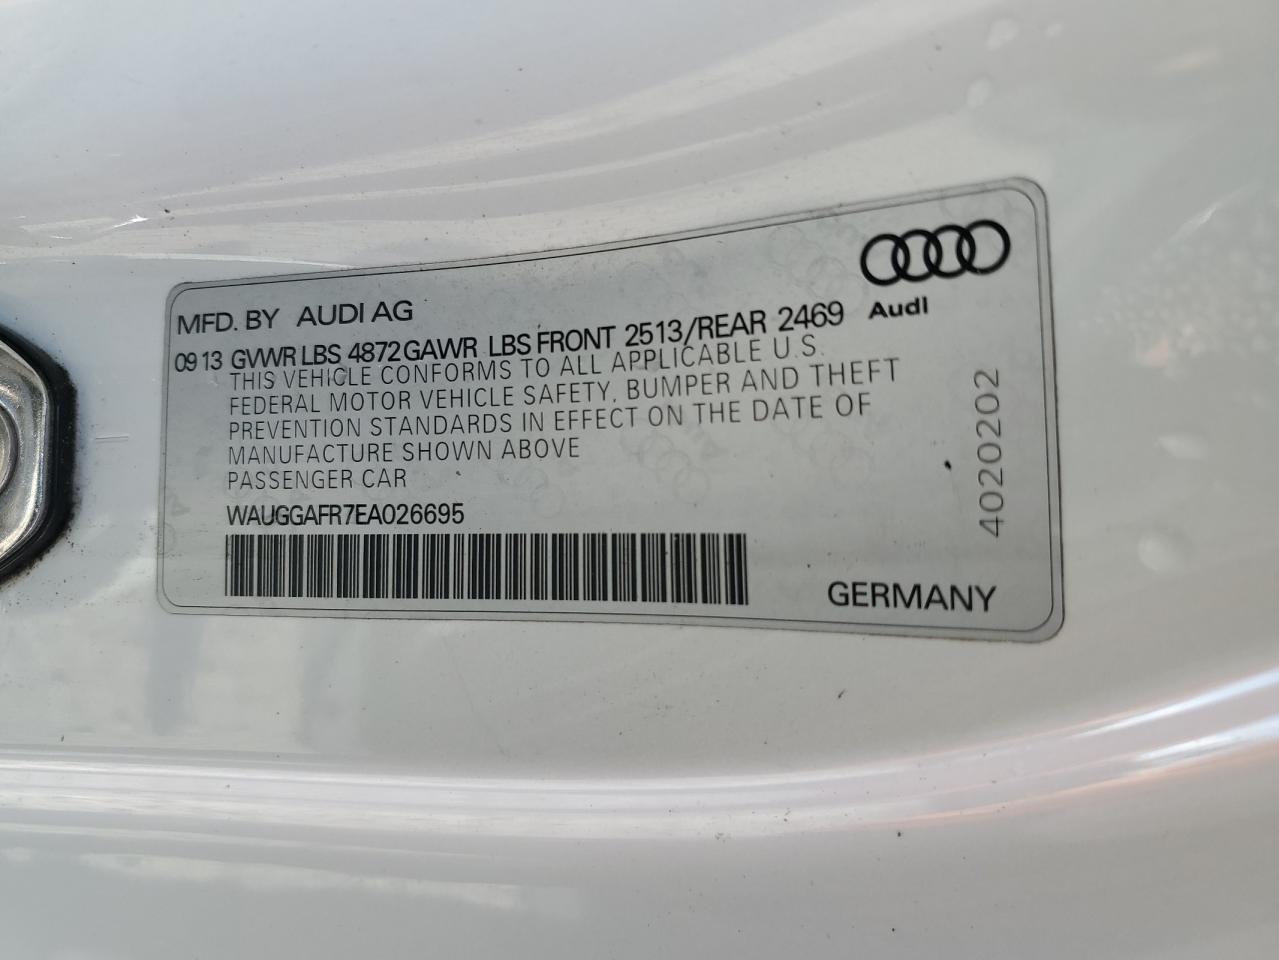 Audi
MFD. BY AUDI AG
09 13 GVWR LBS 4872 GAWR LBS FRONT 2513/REAR 2469
THIS VEHICLE CONFORMS TO ALL APPLICABLE U.S.
FEDERAL MOTOR VEHICLE SAFETY, BUMPER AND THEFT
PREVENTION STANDARDS IN EFFECT ON THE DATE OF
MANUFACTURE SHOWN ABOVE
PASSENGER CAR
WAUGGAFR7EA026695
GERMANY
4020202